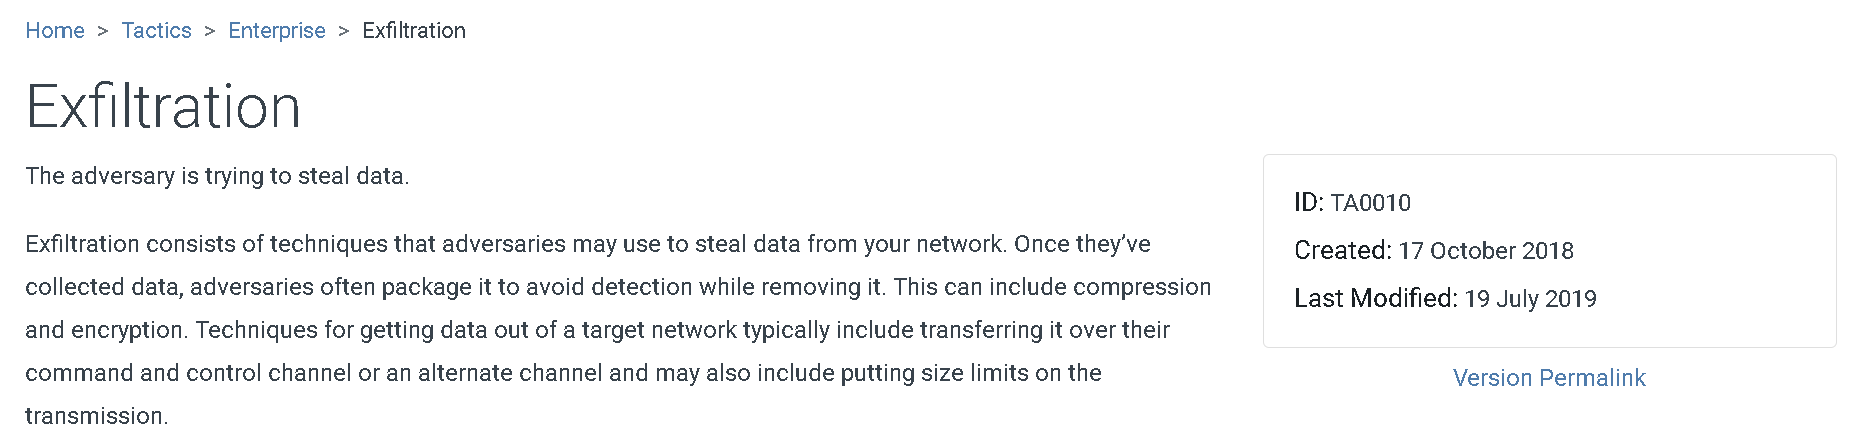 Home > Tactics > Enterprise > Exfiltration
Exfiltration
The adversary is trying to steal data.
Exfiltration consists of techniques that adversaries may use to steal data from your network. Once they’ve
collected data, adversaries often package it to avoid detection while removing it. This can include compression
and encryption. Techniques for getting data out of a target network typically include transferring it over their
command and control channel or an alternate channel and may also include putting size limits on the
transmission.
ID: TA0010
Created: 17 October 2018
Last Modified: 19 July 2019
Version Permalink